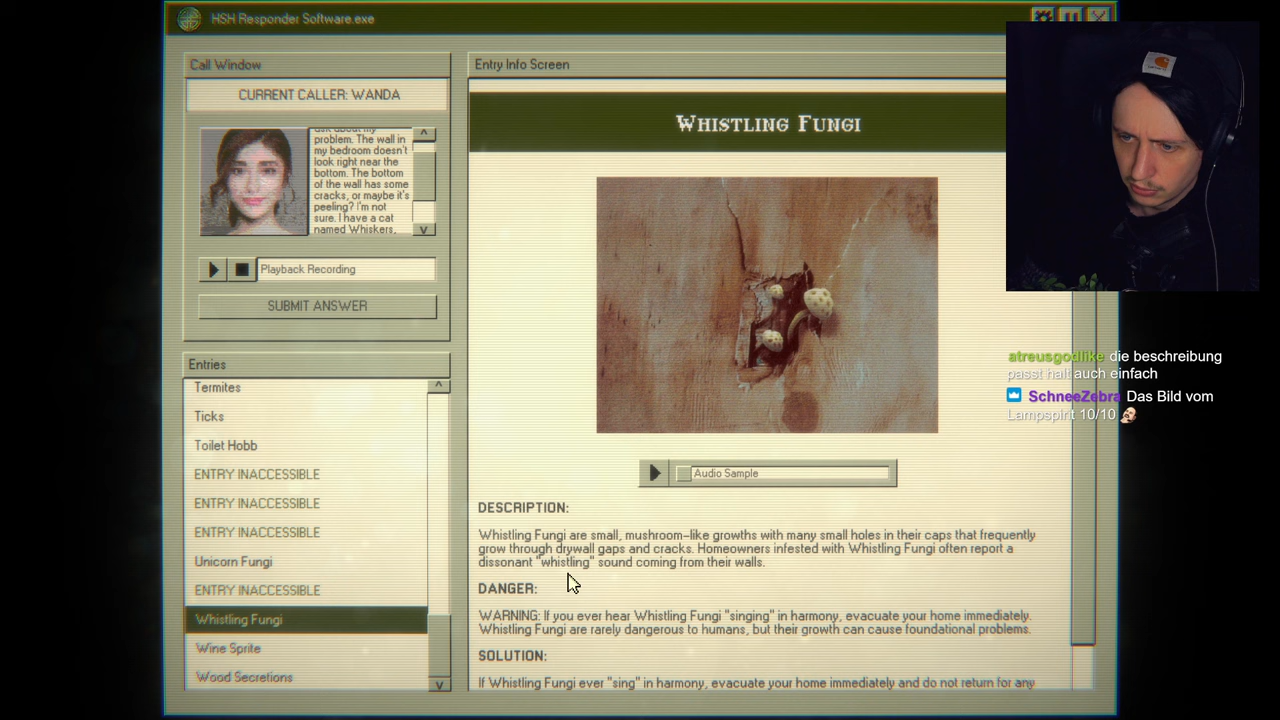 HSH Responder Software.exe
Call Window
CURRENT CALLER: WANDA
ask about my
problem. The wall in
my bedroom doesn't
look right near the
bottom. The bottom
of the wall has some
cracks, or maybe it's
peeling? I'm not
sure. I have a cat
named Whiskers,
Playback Recording
SUBMIT ANSWER
Entries
Termites
Ticks
Toilet Hobb
ENTRY INACCESSIBLE
ENTRY INACCESSIBLE
ENTRY INACCESSIBLE
Unicorn Fungi
ENTRY INACCESSIBLE
Whistling Fungi
Wine Sprite
Wood Secretions
Entry Info Screen
Whistling Fungi
Audio Sample
DESCRIPTION:
Whistling Fungi are small, mushroom-like growths with many small holes in their caps that frequently
grow through drywall gaps and cracks. Homeowners infested with Whistling Fungi often report a
dissonant "whistling" sound coming from their walls.
DANGER:
WARNING: If you ever hear Whistling Fungi "singing" in harmony, evacuate your home immediately.
Whistling Fungi are rarely dangerous to humans, but their growth can cause foundational problems.
SOLUTION:
If Whistling Fungi ever "sing" in harmony, evacuate your home immediately and do not return for any
atreusgodlike die beschreibung
passt halt auch einfach
SchneeZebra Das Bild vom
Lampspirit 10/10